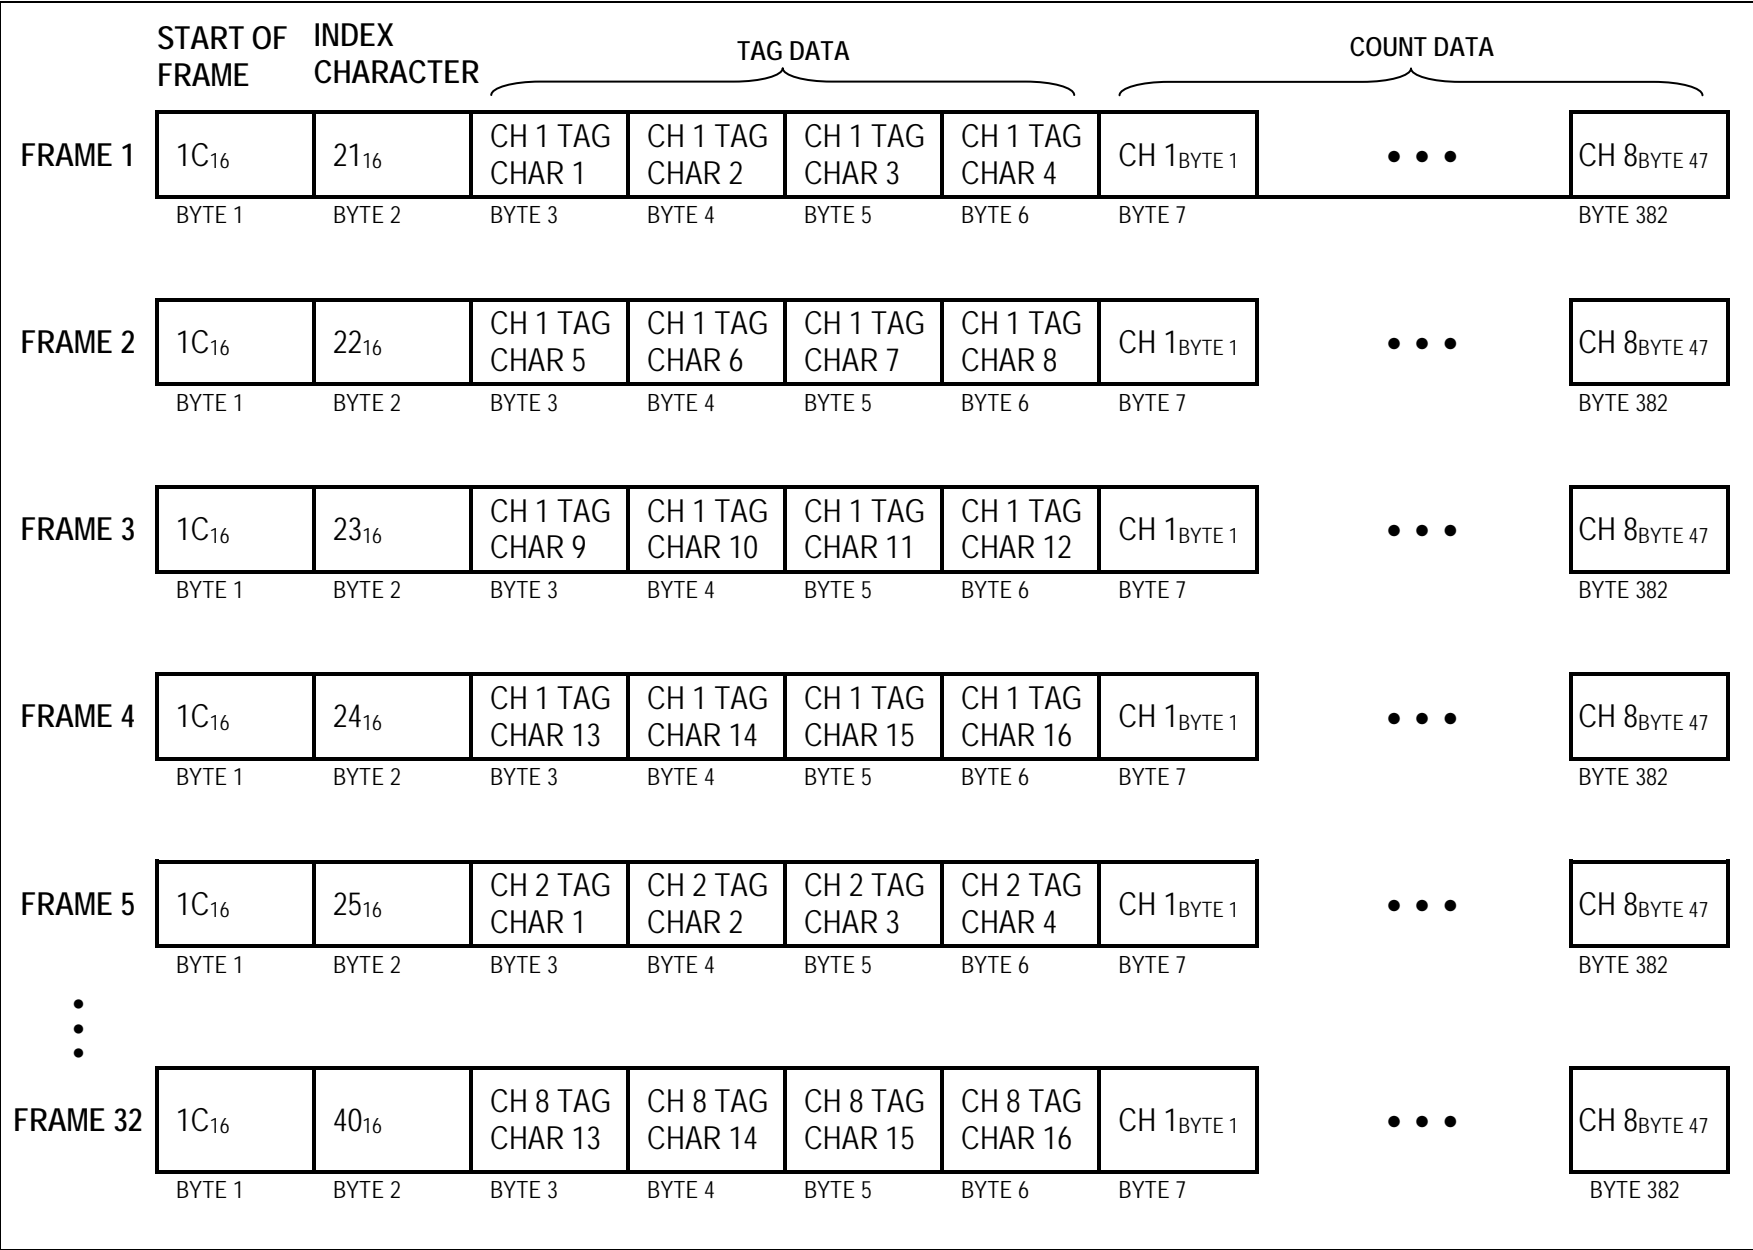 START OF FRAME
INDEX CHARACTER
TAG DATA
COUNT DATA
FRAME 1
1C16
2116
CH 1 TAG CHAR 1
CH 1 TAG CHAR 2
CH 1 TAG CHAR 3
CH 1 TAG CHAR 4
CH 1BYTE 1
• • •
CH 8BYTE 47
BYTE 1 BYTE 2 BYTE 3 BYTE 4 BYTE 5 BYTE 6 BYTE 7 BYTE 382
FRAME 2
1C16
2216
CH 1 TAG CHAR 5
CH 1 TAG CHAR 6
CH 1 TAG CHAR 7
CH 1 TAG CHAR 8
CH 1BYTE 1
• • •
CH 8BYTE 47
BYTE 1 BYTE 2 BYTE 3 BYTE 4 BYTE 5 BYTE 6 BYTE 7 BYTE 382
FRAME 3
1C16
2316
CH 1 TAG CHAR 9
CH 1 TAG CHAR 10
CH 1 TAG CHAR 11
CH 1 TAG CHAR 12
CH 1BYTE 1
• • •
CH 8BYTE 47
BYTE 1 BYTE 2 BYTE 3 BYTE 4 BYTE 5 BYTE 6 BYTE 7 BYTE 382
FRAME 4
1C16
2416
CH 1 TAG CHAR 13
CH 1 TAG CHAR 14
CH 1 TAG CHAR 15
CH 1 TAG CHAR 16
CH 1BYTE 1
• • •
CH 8BYTE 47
BYTE 1 BYTE 2 BYTE 3 BYTE 4 BYTE 5 BYTE 6 BYTE 7 BYTE 382
FRAME 5
1C16
2516
CH 2 TAG CHAR 1
CH 2 TAG CHAR 2
CH 2 TAG CHAR 3
CH 2 TAG CHAR 4
CH 1BYTE 1
• • •
CH 8BYTE 47
BYTE 1 BYTE 2 BYTE 3 BYTE 4 BYTE 5 BYTE 6 BYTE 7 BYTE 382
•
•
•
FRAME 32
1C16
4016
CH 8 TAG CHAR 13
CH 8 TAG CHAR 14
CH 8 TAG CHAR 15
CH 8 TAG CHAR 16
CH 1BYTE 1
• • •
CH 8BYTE 47
BYTE 1 BYTE 2 BYTE 3 BYTE 4 BYTE 5 BYTE 6 BYTE 7 BYTE 382